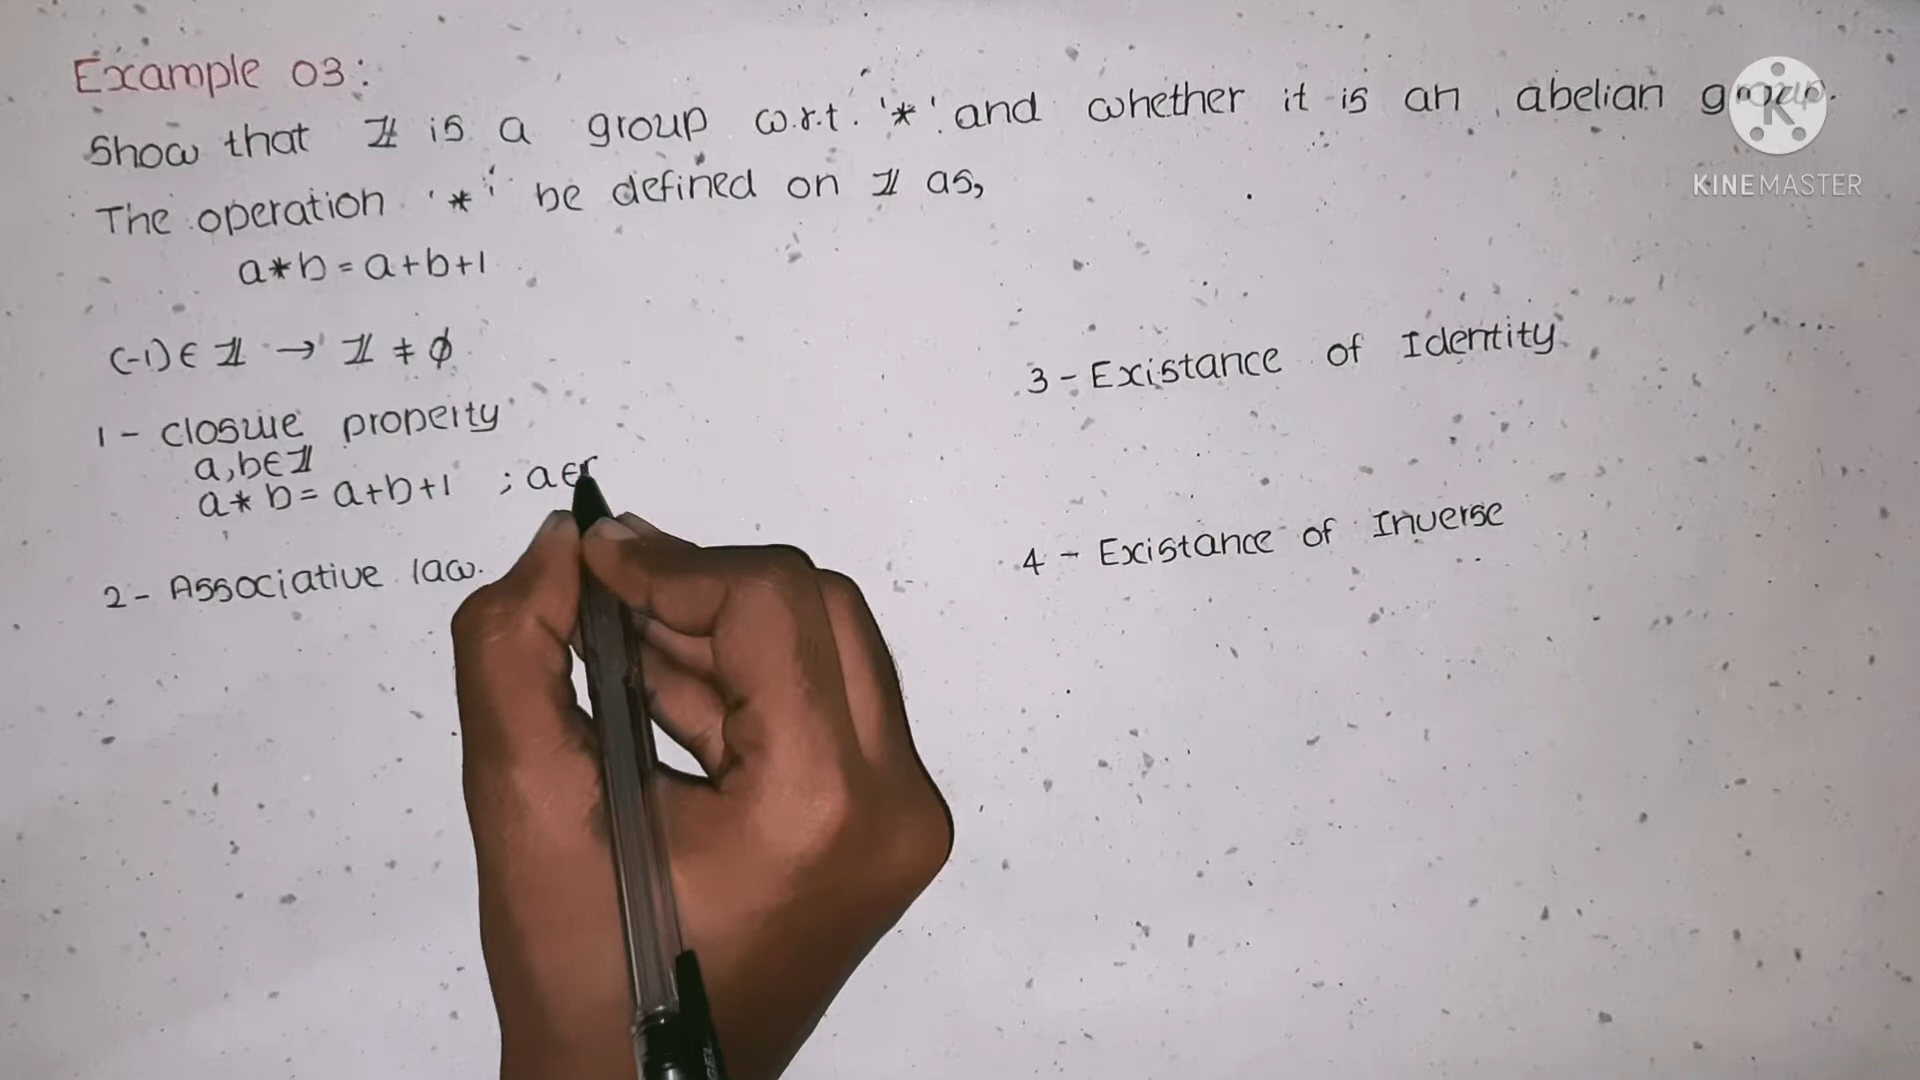 Example 03:
Show that ℤ is a group w.r.t. '*' and whether it is an abelian group.
The operation '*' be defined on ℤ as,
a*b = a+b+1
(-1) ∈ ℤ → ℤ ≠ ϕ
1 - closure property
a,b∈ℤ
a * b = a+b+1 ; a ∈
2 - Associative law.
3 - Existance of Identity
4 - Existance of Inverse
KINEMASTER